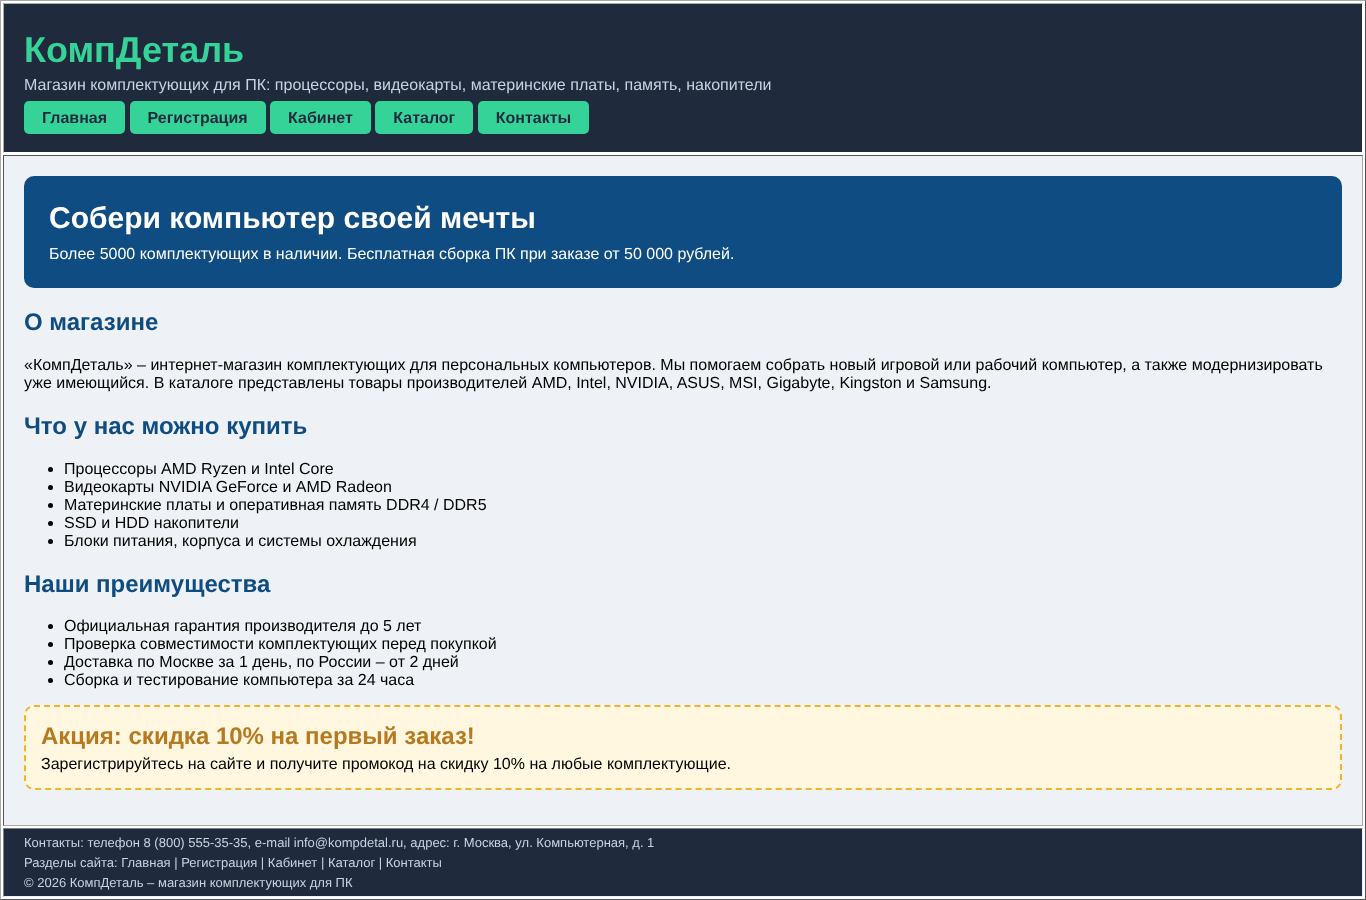 КомпДеталь
Магазин комплектующих для ПК: процессоры, видеокарты, материнские платы, память, накопители
Главная Регистрация Кабинет Каталог Контакты
Собери компьютер своей мечты
Более 5000 комплектующих в наличии. Бесплатная сборка ПК при заказе от 50 000 рублей.
О магазине
«КомпДеталь» – интернет-магазин комплектующих для персональных компьютеров. Мы помогаем собрать новый игровой или рабочий компьютер, а также модернизировать
уже имеющийся. В каталоге представлены товары производителей AMD, Intel, NVIDIA, ASUS, MSI, Gigabyte, Kingston и Samsung.
Что у нас можно купить
• Процессоры AMD Ryzen и Intel Core
• Видеокарты NVIDIA GeForce и AMD Radeon
• Материнские платы и оперативная память DDR4 / DDR5
• SSD и HDD накопители
• Блоки питания, корпуса и системы охлаждения
Наши преимущества
• Официальная гарантия производителя до 5 лет
• Проверка совместимости комплектующих перед покупкой
• Доставка по Москве за 1 день, по России – от 2 дней
• Сборка и тестирование компьютера за 24 часа
Акция: скидка 10% на первый заказ!
Зарегистрируйтесь на сайте и получите промокод на скидку 10% на любые комплектующие.
Контакты: телефон 8 (800) 555-35-35, e-mail info@kompdetal.ru, адрес: г. Москва, ул. Компьютерная, д. 1
Разделы сайта: Главная | Регистрация | Кабинет | Каталог | Контакты
© 2026 КомпДеталь – магазин комплектующих для ПК